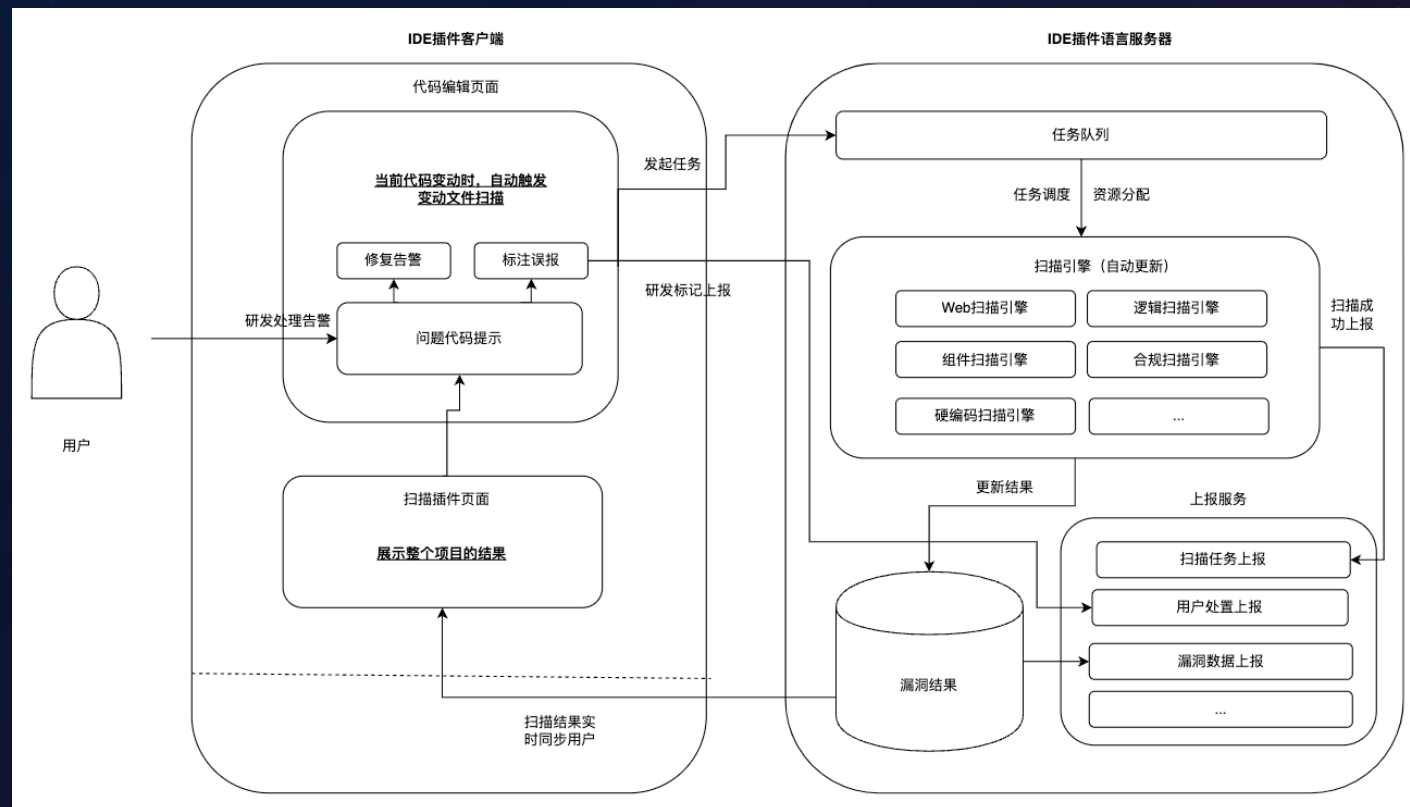 IDE插件客户端
IDE插件语言服务器
代码编辑页面
当前代码变动时，自动触发
变动文件扫描
修复告警
标注误报
问题代码提示
研发处理告警
用户
扫描插件页面
展示整个项目的结果
发起任务
研发标记上报
扫描结果实
时同步用户
任务队列
任务调度
资源分配
扫描引擎（自动更新）
Web扫描引擎
逻辑扫描引擎
组件扫描引擎
合规扫描引擎
硬编码扫描引擎
...
扫描成
功上报
更新结果
上报服务
扫描任务上报
用户处置上报
漏洞数据上报
...
漏洞结果